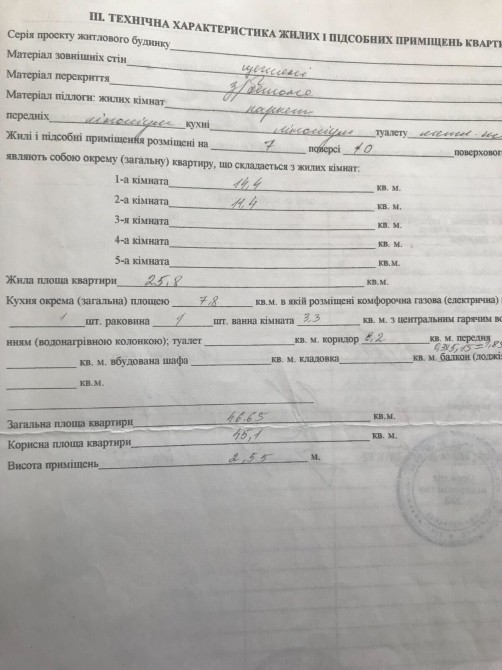 ІІІ. ТЕХНІЧНА ХАРАКТЕРИСТИКА ЖИЛИХ І ПІДСОБНИХ ПРИМІЩЕНЬ КВАРТИ
Серія проекту житлового будинку
Матеріал зовнішніх стін цегляні
Матеріал перекриття з/бетонне
Матеріал підлоги: жилих кімнат паркет
передніх лінолеум кухні лінолеум туалету
Жилі і підсобні приміщення розміщені на 7 поверсі 10 поверхового
являють собою окрему (загальну) квартиру, що складається з жилих кімнат:
1-а кімната 14,4 кв. м.
2-а кімната 11,4 кв. м.
3-я кімната кв. м.
4-а кімната кв. м.
5-а кімната кв.м.
Жила площа квартири 25,8 кв.м.
Кухня окрема (загальна) площею 7,8 кв.м. в якій розміщені комфорочна газова (електрична)
1 шт. раковина 1 шт. ванна кімната 3,3 кв. м. з центральним гарячим во
нням (водонагрівною колонкою); туалет кв. м. коридор 8,2 кв. м. передня
кв. м. вбудована шафа кв. м. кладовка кв. м. балкон (лоджі
кв.м.
Загальна площа квартири 46.65 кв.м.
Корисна площа квартири 45,1 кв. м.
Висота приміщень 2,55 м.